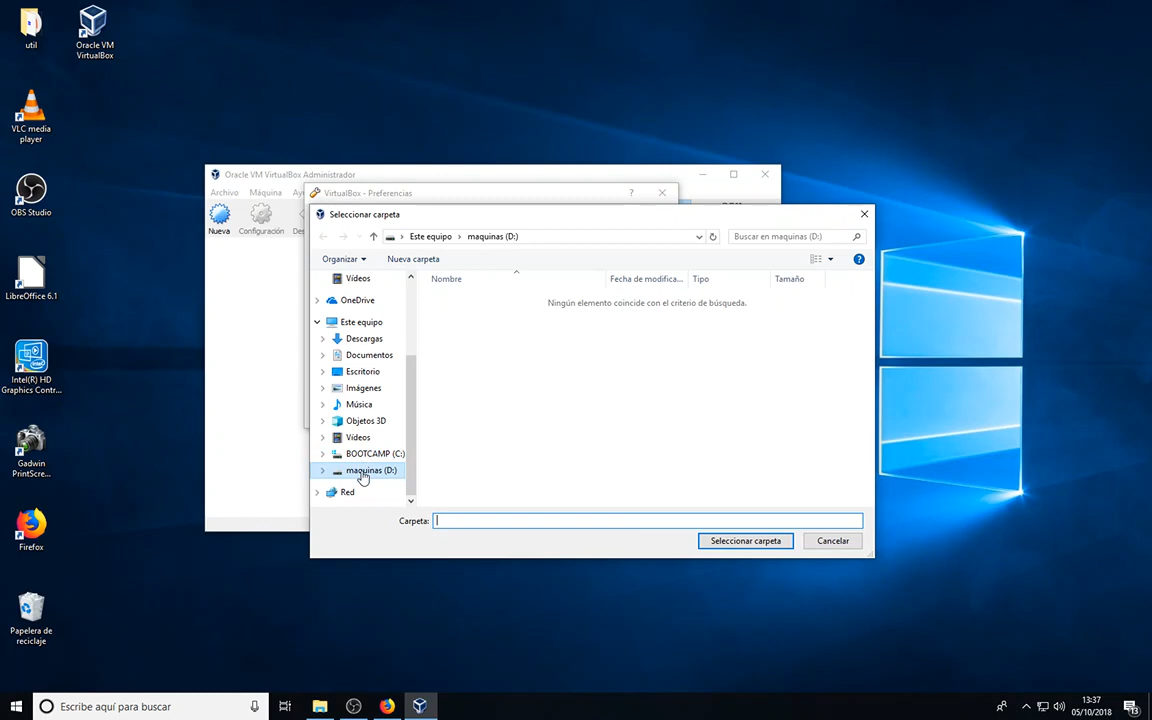 util
Oracle VM
VirtualBox
VLC media
player
OBS Studio
LibreOffice 6.1
Intel(R) HD
Graphics Contr...
Gadwin
PrintScre...
Firefox
Papelera de
reciclaje
Oracle VM VirtualBox Administrador
Archivo Máquina
Nueva Configuración
VirtualBox - Preferencias
?
Seleccionar carpeta
Este equipo > maquinas (D:)
Buscar en maquinas (D:)
Organizar Nueva carpeta
?
Vídeos
OneDrive
Este equipo
Descargas
Documentos
Escritorio
Imágenes
Música
Objetos 3D
Vídeos
BOOTCAMP (C:)
maquinas (D:)
Red
Nombre Fecha de modifica... Tipo Tamaño
Ningún elemento coincide con el criterio de búsqueda.
Carpeta:
Seleccionar carpeta Cancelar
Escribe aquí para buscar
13:37
05/10/2018
13